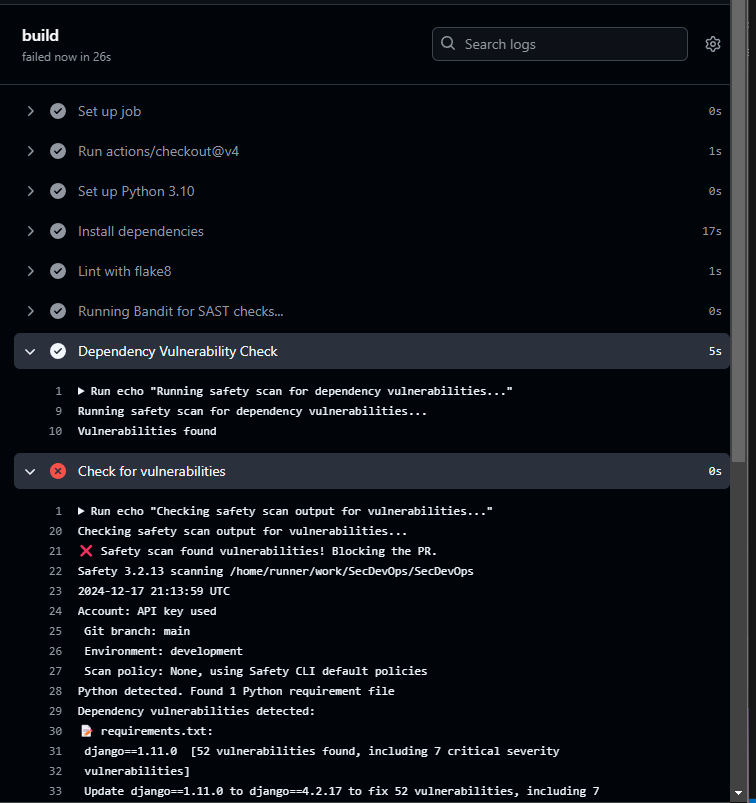 build
failed now in 26s
Search logs
Set up job 0s
Run actions/checkout@v4 1s
Set up Python 3.10 0s
Install dependencies 17s
Lint with flake8 1s
Running Bandit for SAST checks... 0s
Dependency Vulnerability Check 5s
1 Run echo "Running safety scan for dependency vulnerabilities..."
9 Running safety scan for dependency vulnerabilities...
10 Vulnerabilities found
Check for vulnerabilities 0s
1 Run echo "Checking safety scan output for vulnerabilities..."
20 Checking safety scan output for vulnerabilities...
21 ❌ Safety scan found vulnerabilities! Blocking the PR.
22 Safety 3.2.13 scanning /home/runner/work/SecDevOps/SecDevOps
23 2024-12-17 21:13:59 UTC
24 Account: API key used
25 Git branch: main
26 Environment: development
27 Scan policy: None, using Safety CLI default policies
28 Python detected. Found 1 Python requirement file
29 Dependency vulnerabilities detected:
30 📝 requirements.txt:
31 django==1.11.0 [52 vulnerabilities found, including 7 critical severity
32 vulnerabilities]
33 Update django==1.11.0 to django==4.2.17 to fix 52 vulnerabilities, including 7